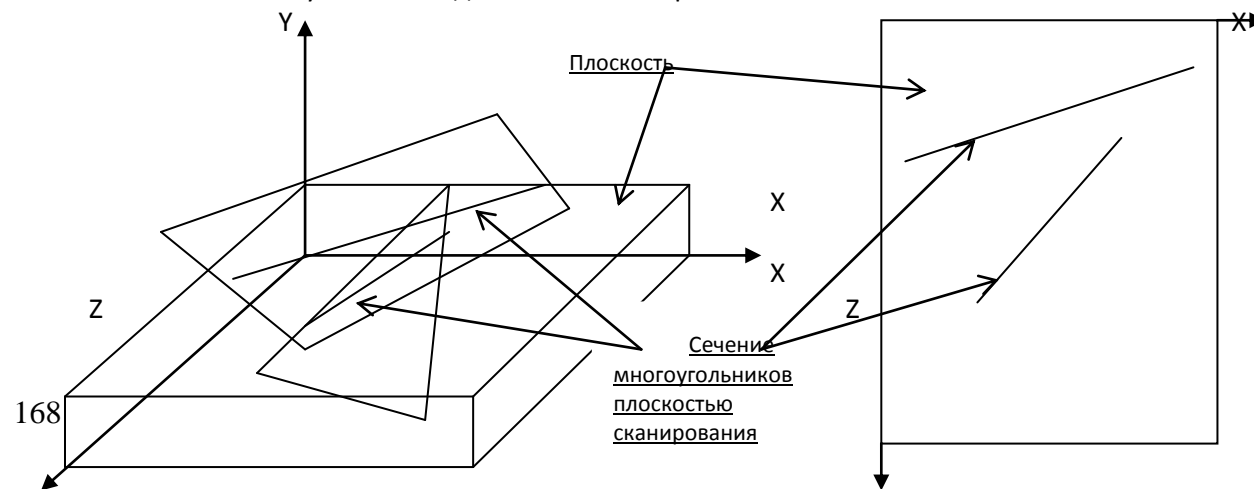 Y
X
Плоскость
X
X
Z
Z
Сечение
многоугольников
плоскостью
сканирования
168